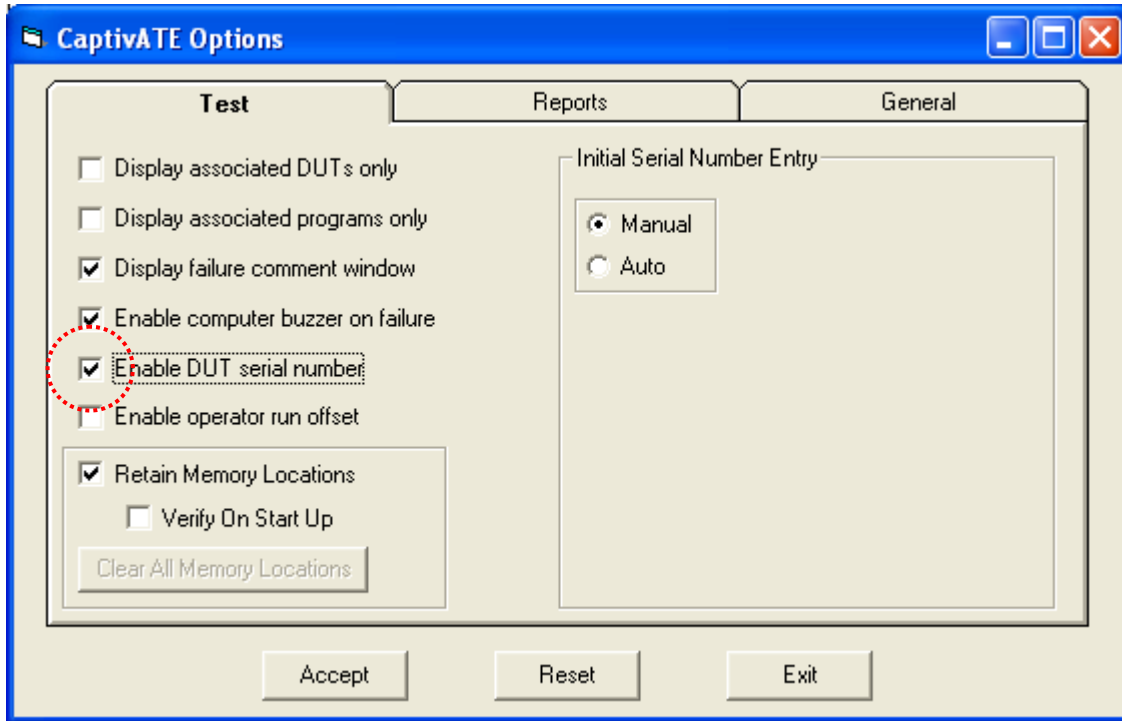 CaptivATE Options
Test
Reports
General
Display associated DUTs only
Display associated programs only
Display failure comment window
Enable computer buzzer on failure
Enable DUT serial number
Enable operator run offset
Retain Memory Locations
Verify On Start Up
Clear All Memory Locations
Initial Serial Number Entry
Manual
Auto
Accept
Reset
Exit